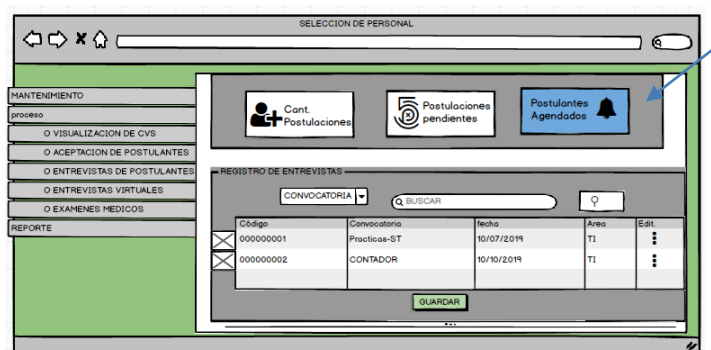 SELECCION DE PERSONAL
MANTENIMIENTO
proceso
O VISUALIZACION DE CVS
O ACEPTACION DE POSTULANTES
O ENTREVISTAS DE POSTULANTES
O ENTREVISTAS VIRTUALES
O EXAMENES MEDICOS
REPORTE
Cant.
Postulaciones
5
Postulaciones
pendientes
Postulantes
Agendados
REGISTRO DE ENTREVISTAS
CONVOCATORIA
BUSCAR
Código Convocatoria fecha Area Edit.
000000001 Practicas-ST 10/07/2019 TI
000000002 CONTADOR 10/10/2019 TI
GUARDAR